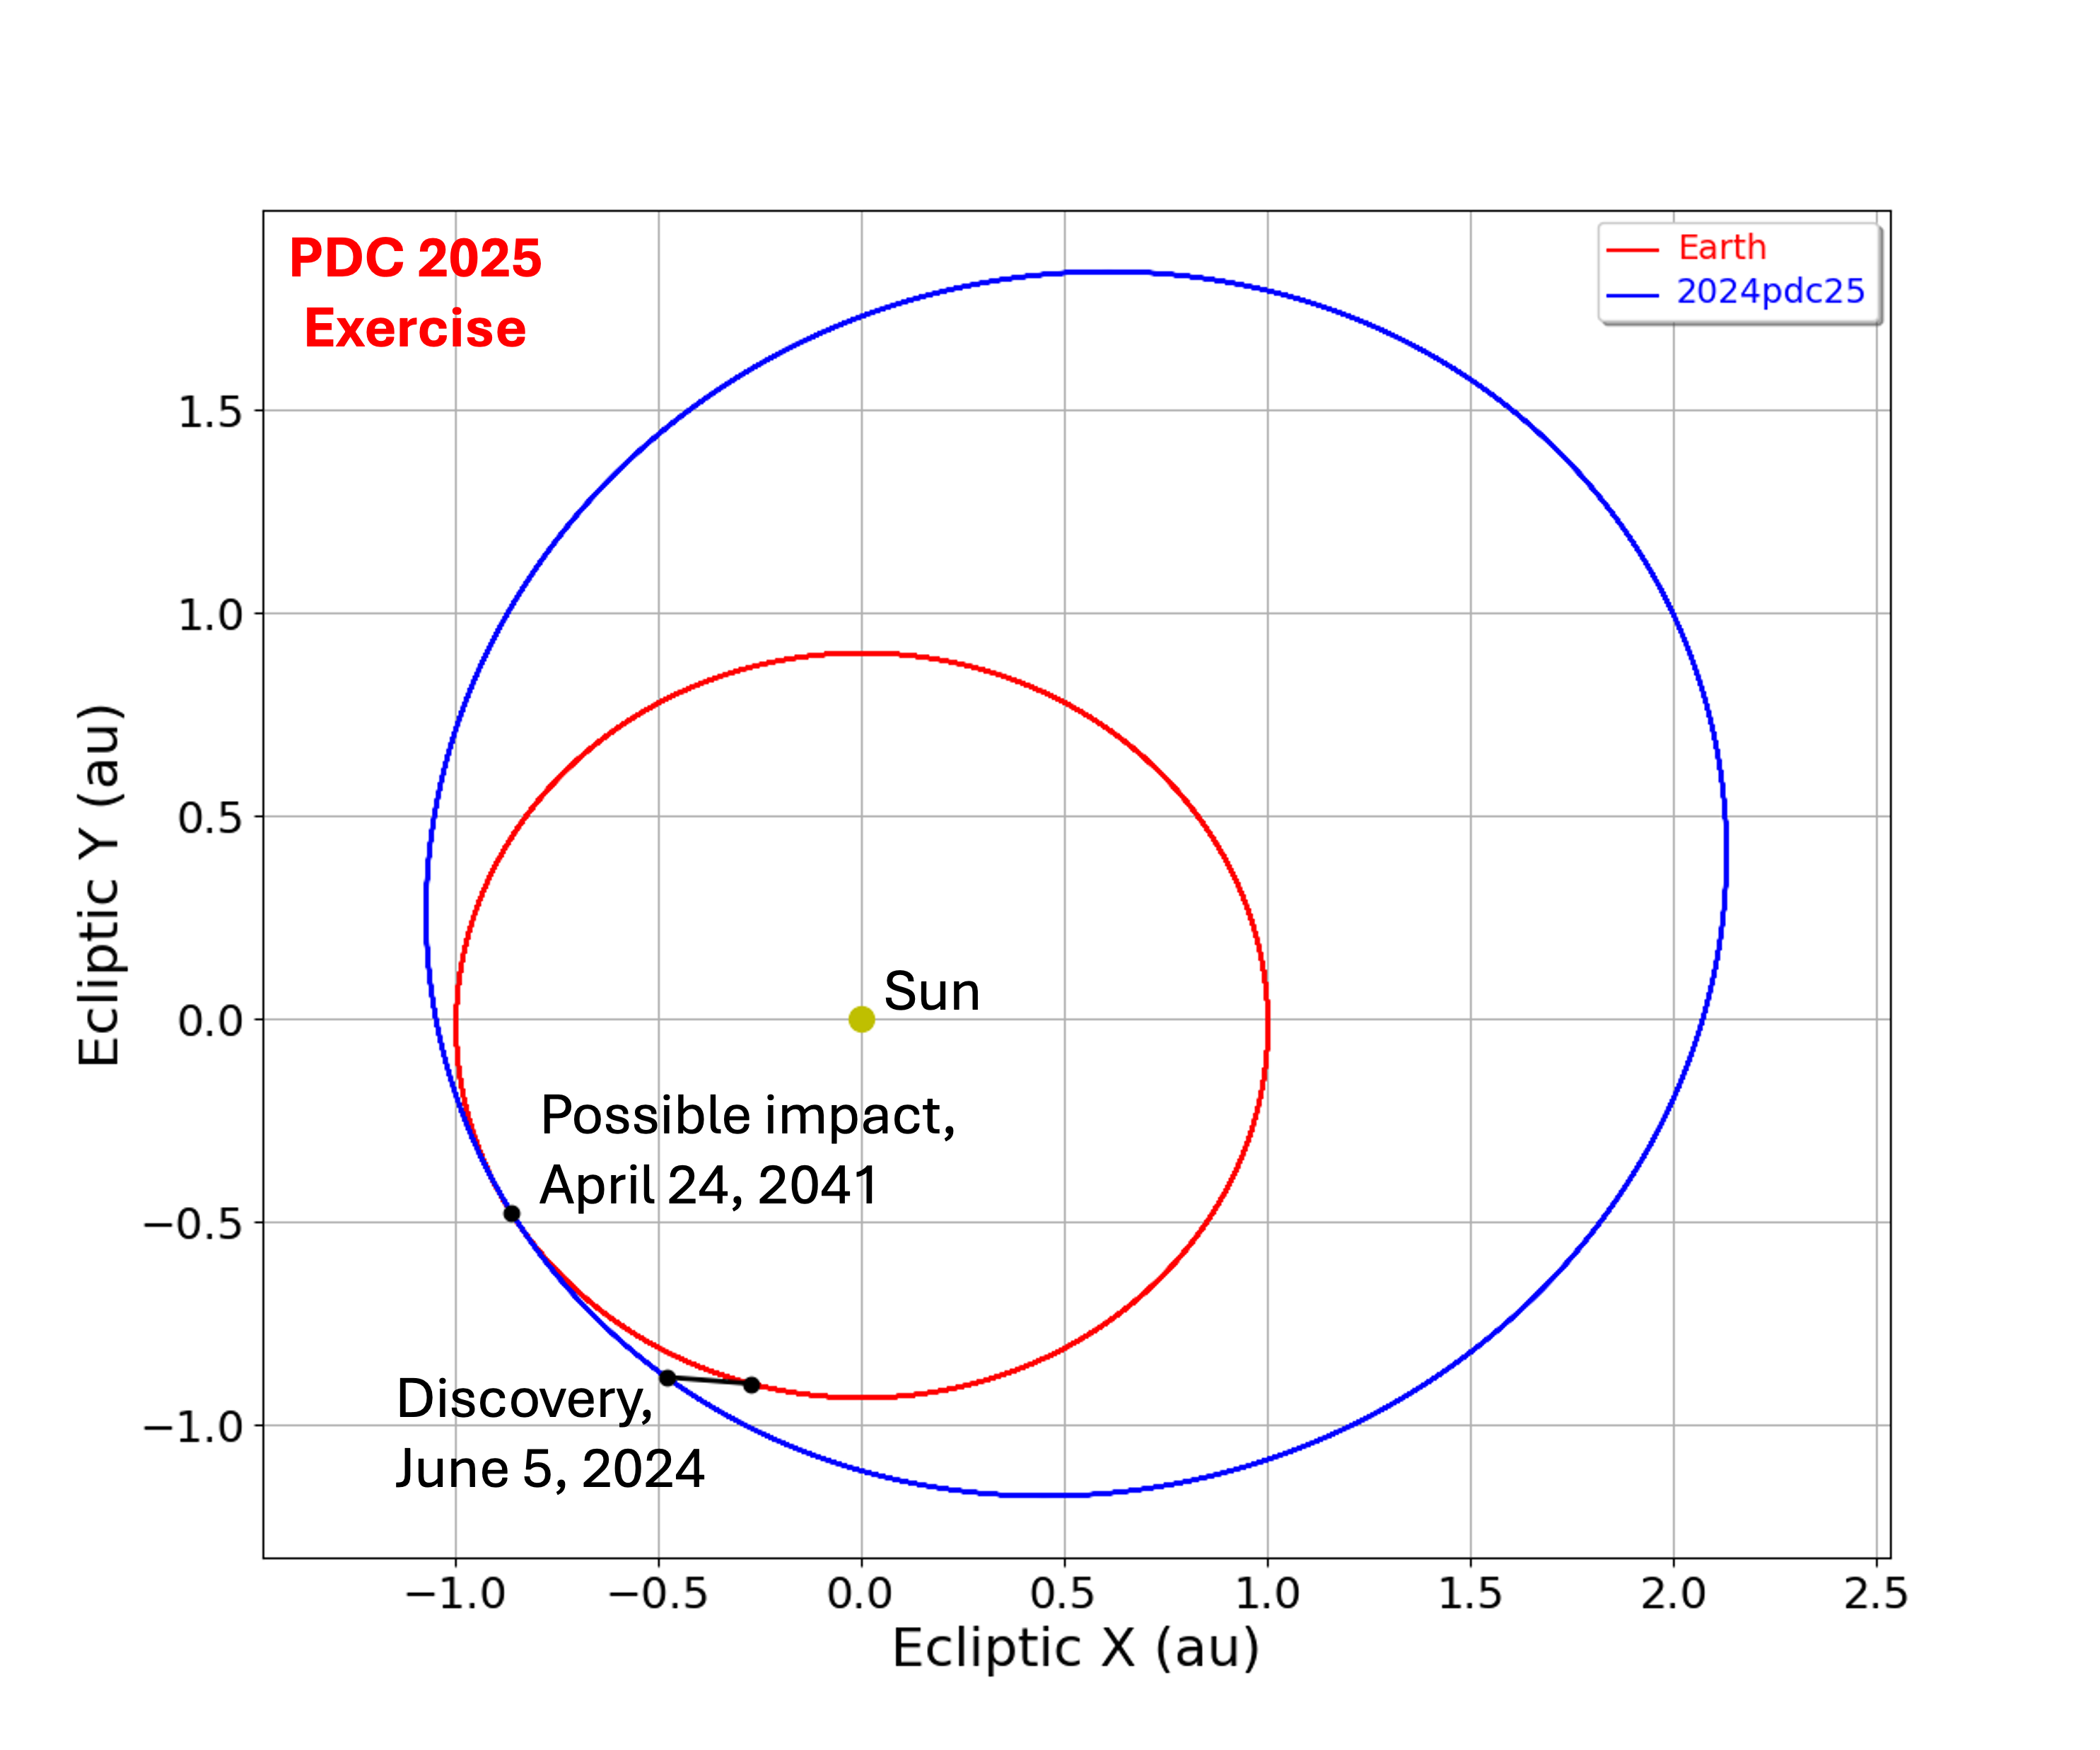 PDC 2025
Exercise
Earth
2024pdc25
1.5
1.0
0.5
0.0
−0.5
−1.0
Ecliptic Y (au)
Sun
Possible impact,
April 24, 2041
Discovery,
June 5, 2024
−1.0 −0.5 0.0 0.5 1.0 1.5 2.0 2.5
Ecliptic X (au)